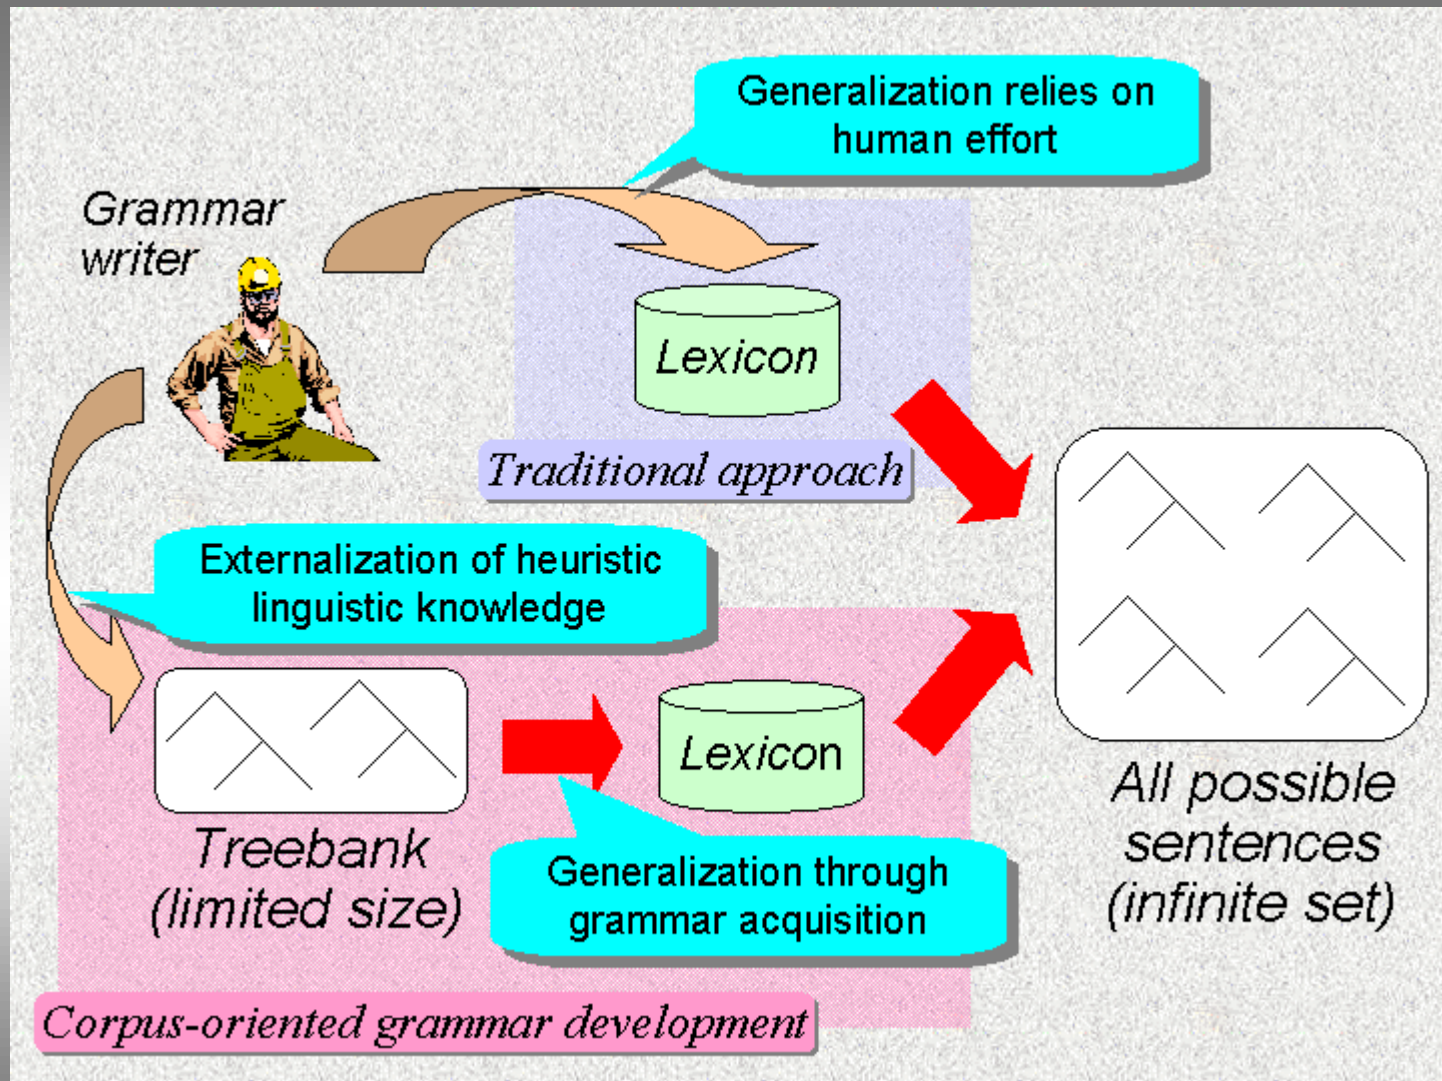 Generalization relies on
human effort
Grammar
writer
Lexicon
Traditional approach
Externalization of heuristic
linguistic knowledge
Lexicon
Treebank
(limited size)
Generalization through
grammar acquisition
All possible
sentences
(infinite set)
Corpus-oriented grammar development